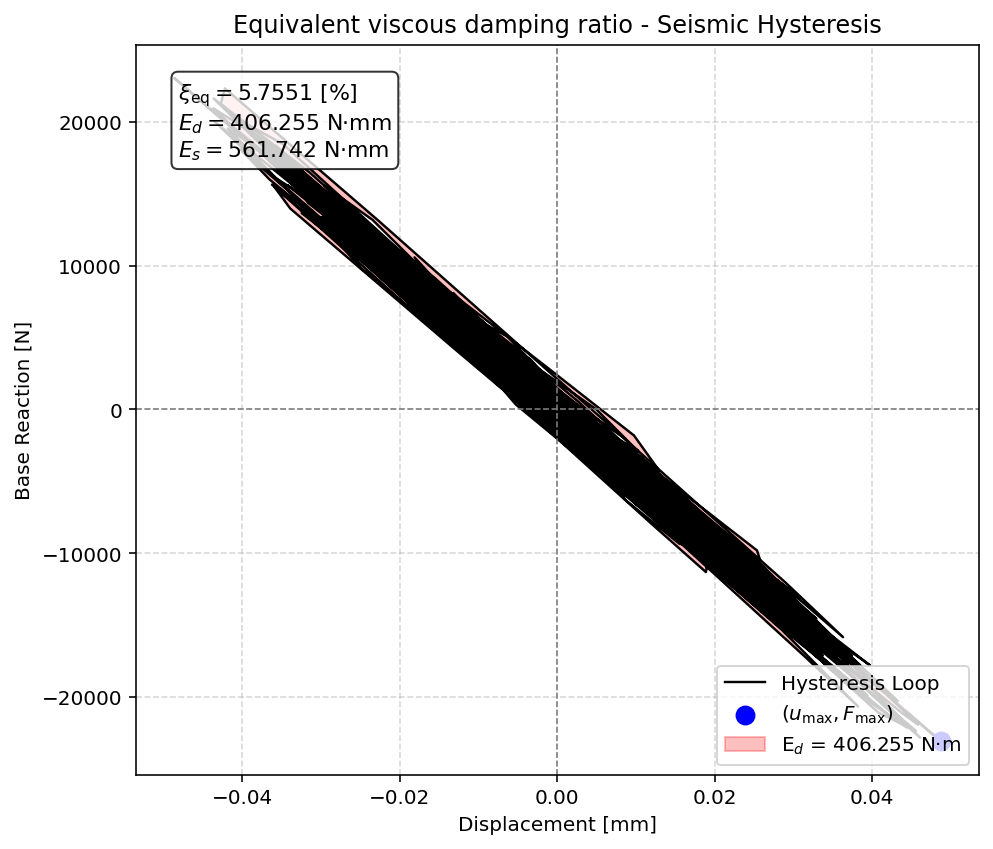 Equivalent viscous damping ratio - Seismic Hysteresis
ξeq = 5.7551 [%]
Ed = 406.255 N·mm
Es = 561.742 N·mm
20000
10000
0
−10000
−20000
Base Reaction [N]
Hysteresis Loop
(umax, Fmax)
Ed = 406.255 N·m
−0.04
−0.02
0.00
0.02
0.04
Displacement [mm]